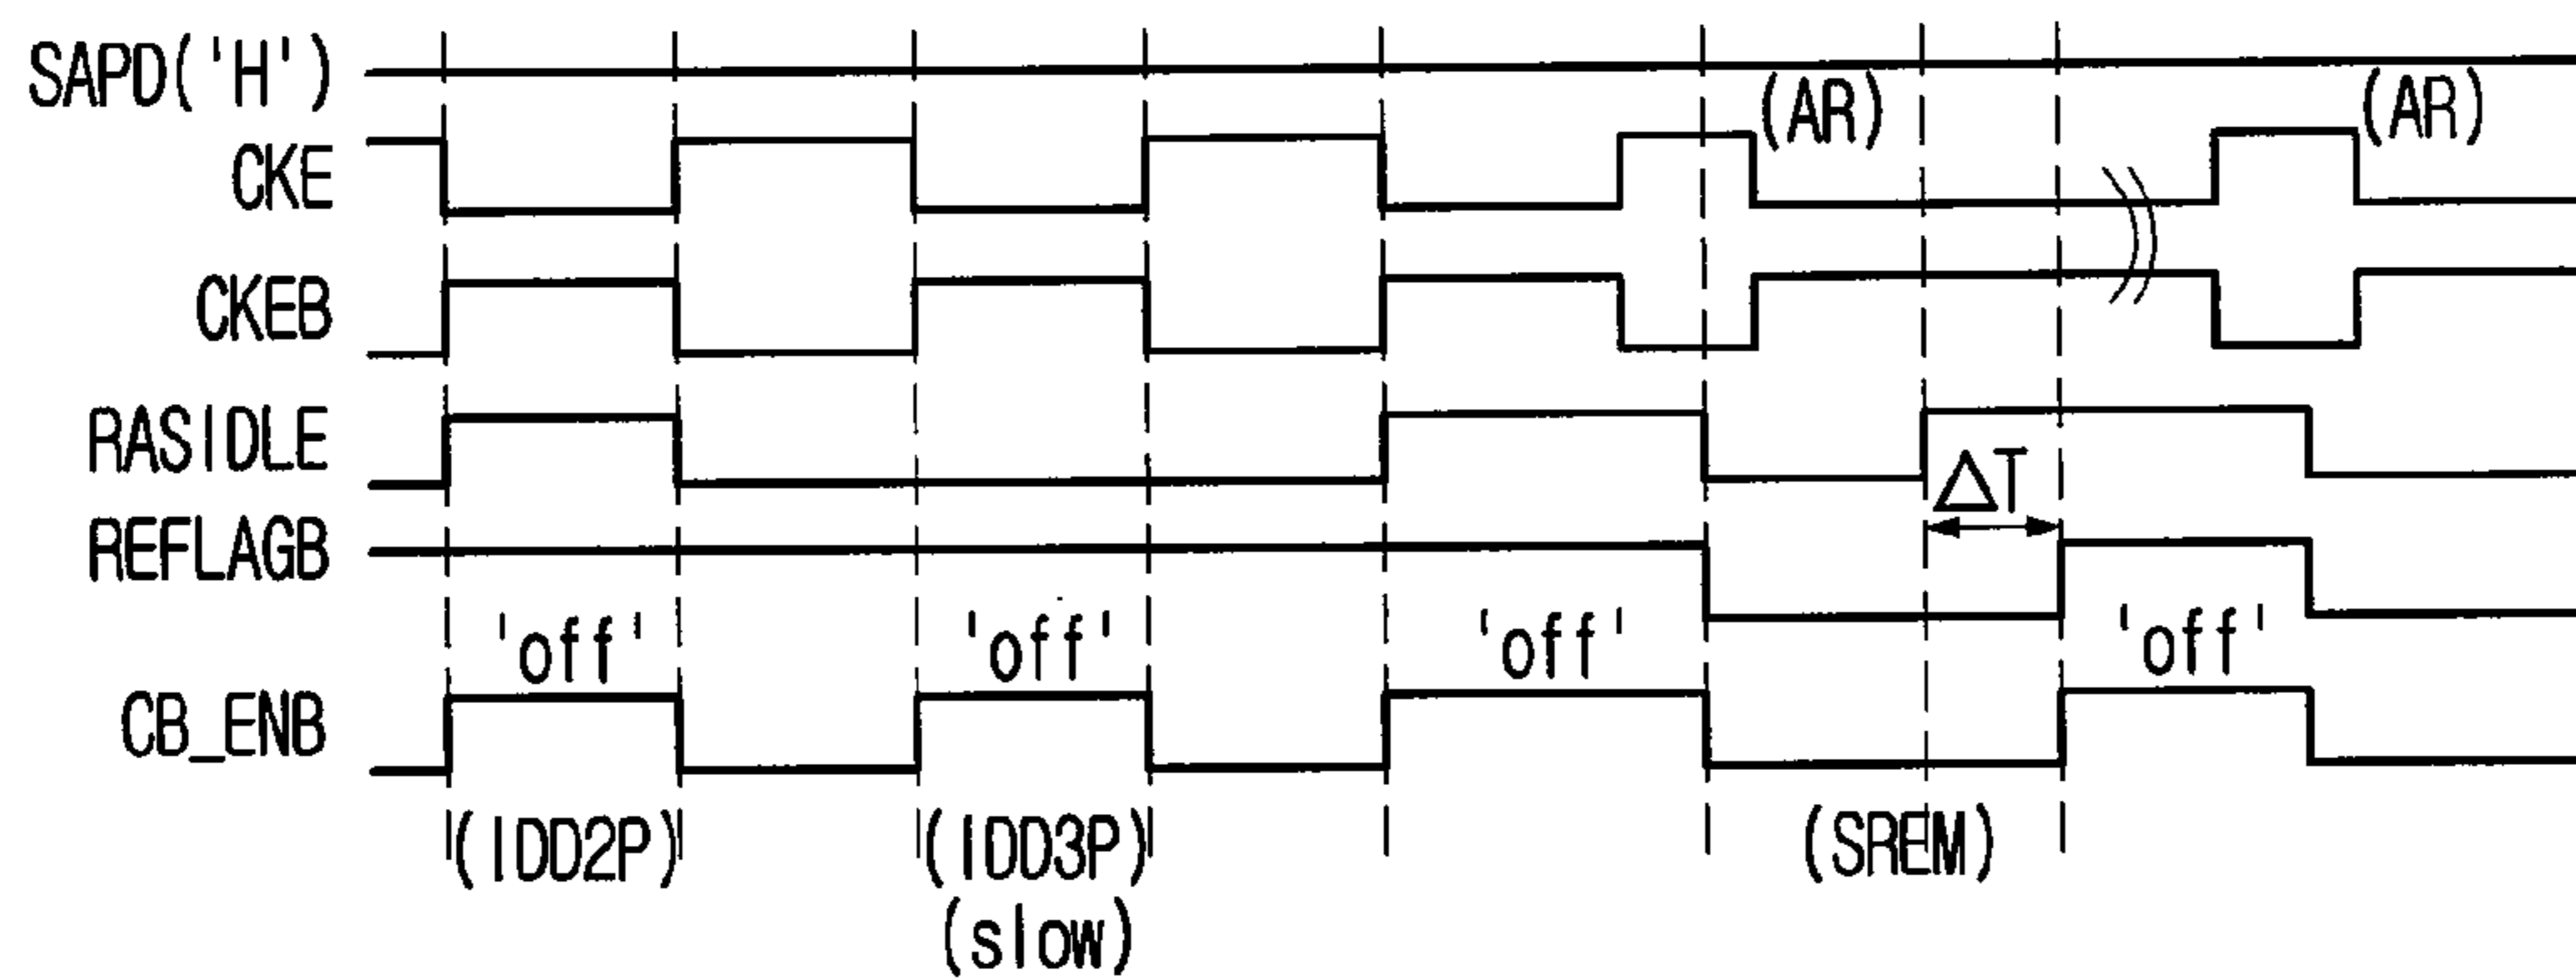 SAPD('H')
(AR)
(AR)
CKE
CKEB
RASIDLE
ΔT
REFLAGB
'off'
'off'
'off'
'off'
CB_ENB
(IDD2P)
(IDD3P)
(SREM)
(slow)